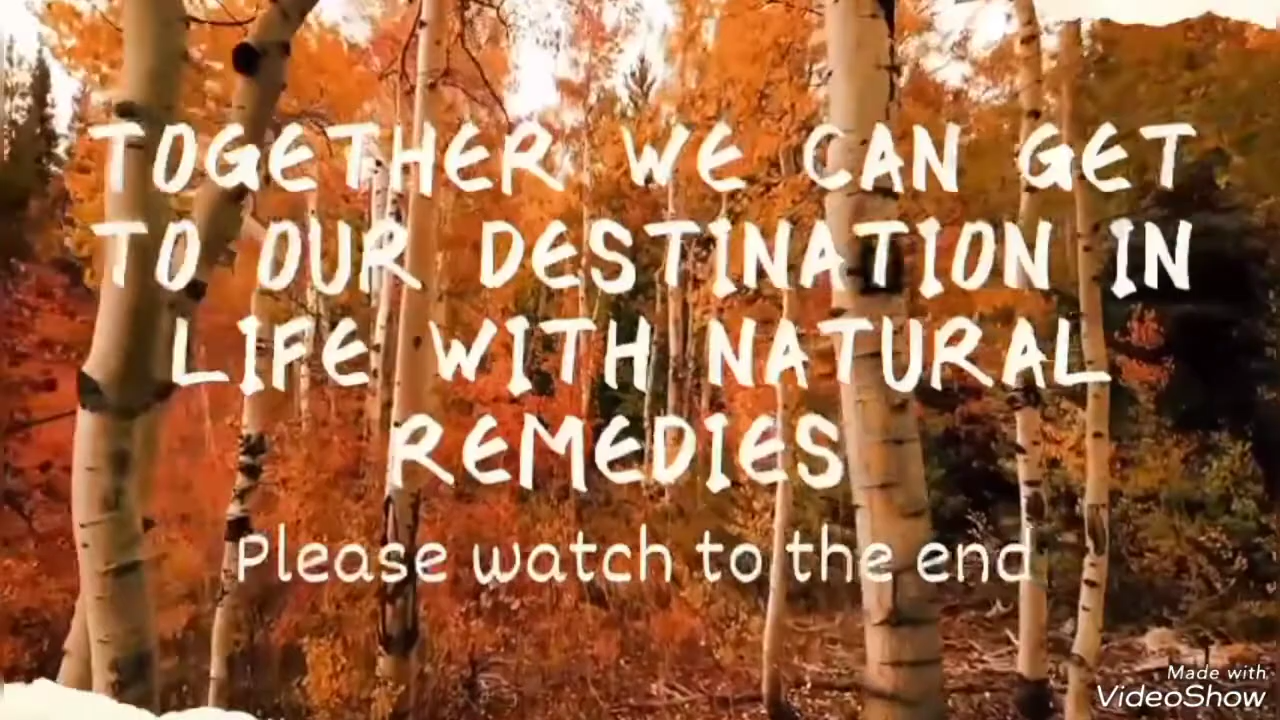 TOGETHER WE CAN GET
TO OUR DESTINATION IN
LIFE WITH NATURAL
REMEDIES
Please watch to the end
Made with
VideoShow